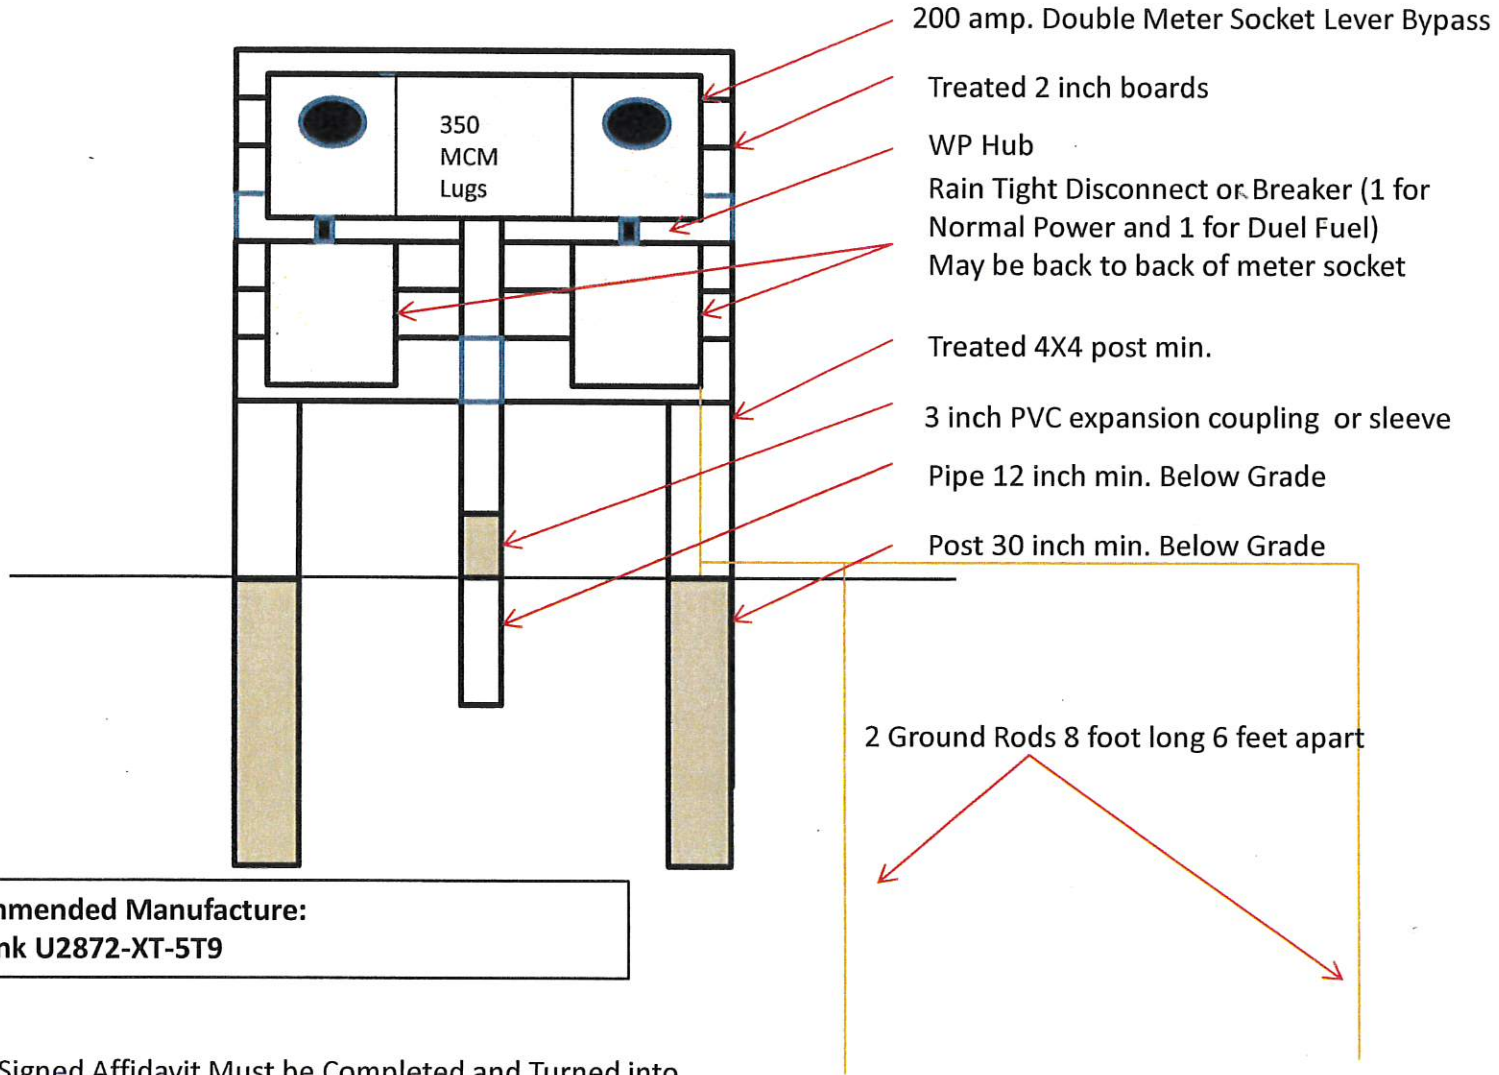 200 amp. Double Meter Socket Lever Bypass
Treated 2 inch boards
350
MCM
Lugs
WP Hub
Rain Tight Disconnect or Breaker (1 for
Normal Power and 1 for Duel Fuel)
May be back to back of meter socket
Treated 4X4 post min.
3 inch PVC expansion coupling or sleeve
Pipe 12 inch min. Below Grade
Post 30 inch min. Below Grade
2 Ground Rods 8 foot long 6 feet apart
Manufacture:
U2872-XT-5T9
Signed Affidavit Must be Completed and Turned into